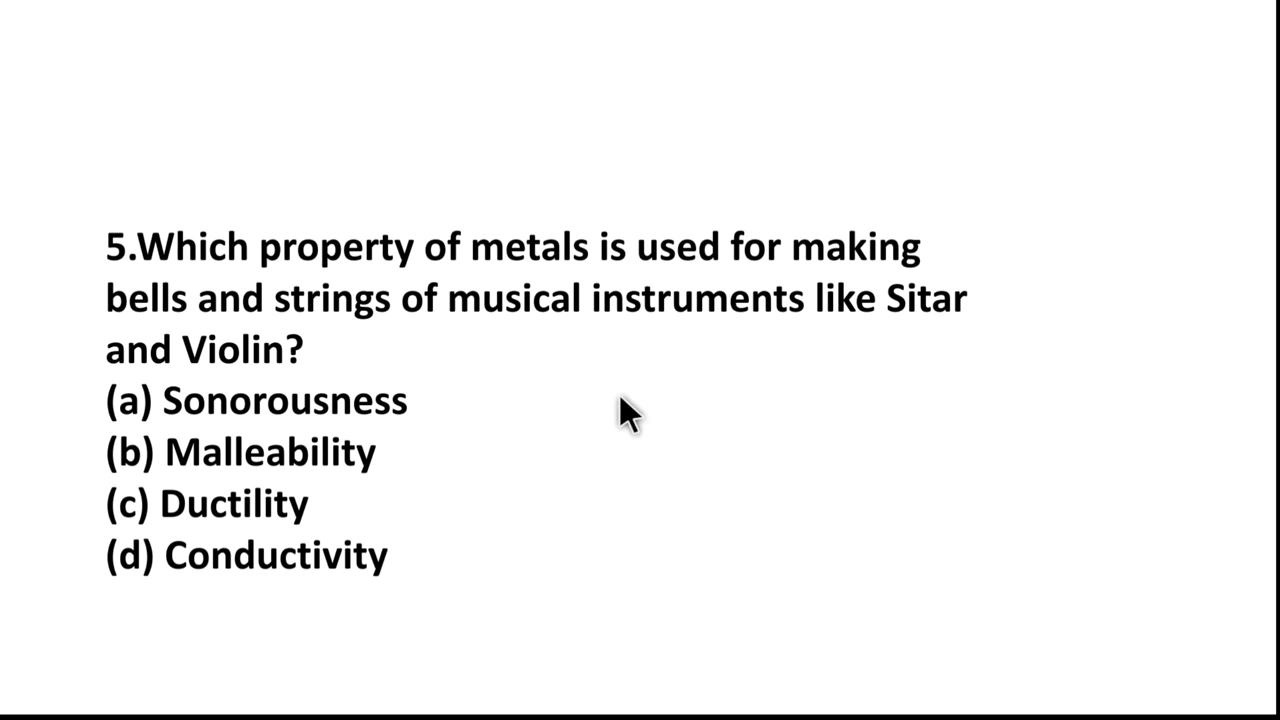 5.Which property of metals is used for making
bells and strings of musical instruments like Sitar
and Violin?
(a) Sonorousness
(b) Malleability
(c) Ductility
(d) Conductivity